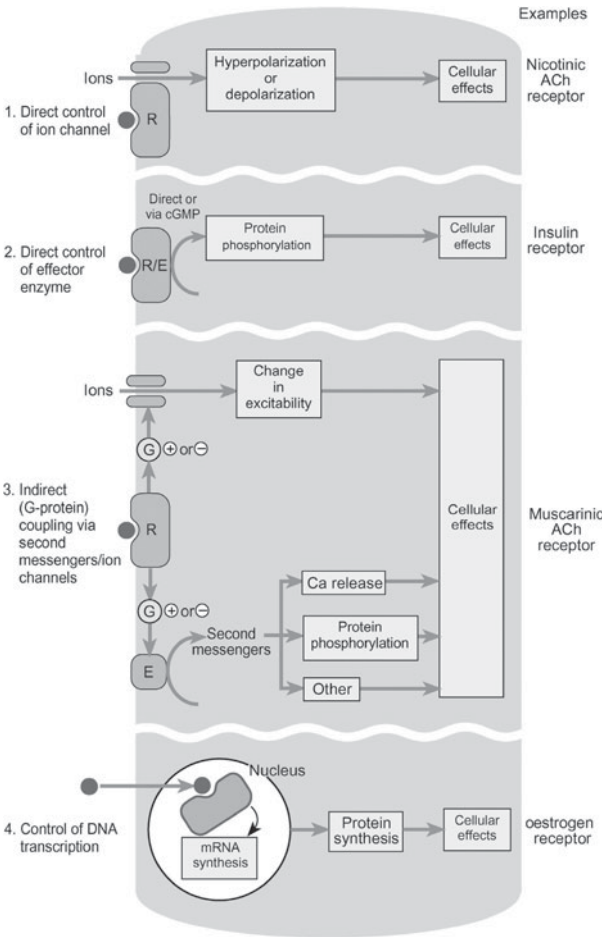 Examples
Ions
Hyperpolarization
or
depolarization
Cellular
effects
Nicotinic
ACh
receptor
1. Direct control
of ion channel
R
Direct or
via cGMP
Protein
phosphorylation
Cellular
effects
Insulin
receptor
2. Direct control
of effector
enzyme
R/E
Ions
Change
in
excitability
G + or −
3. Indirect
(G-protein)
coupling via
second
messengers/ion
channels
R
Cellular
effects
Muscarinic
ACh
receptor
G + or −
E
Second
messengers
Ca release
Protein
phosphorylation
Other
Nucleus
4. Control of DNA
transcription
mRNA
synthesis
Protein
synthesis
Cellular
effects
oestrogen
receptor